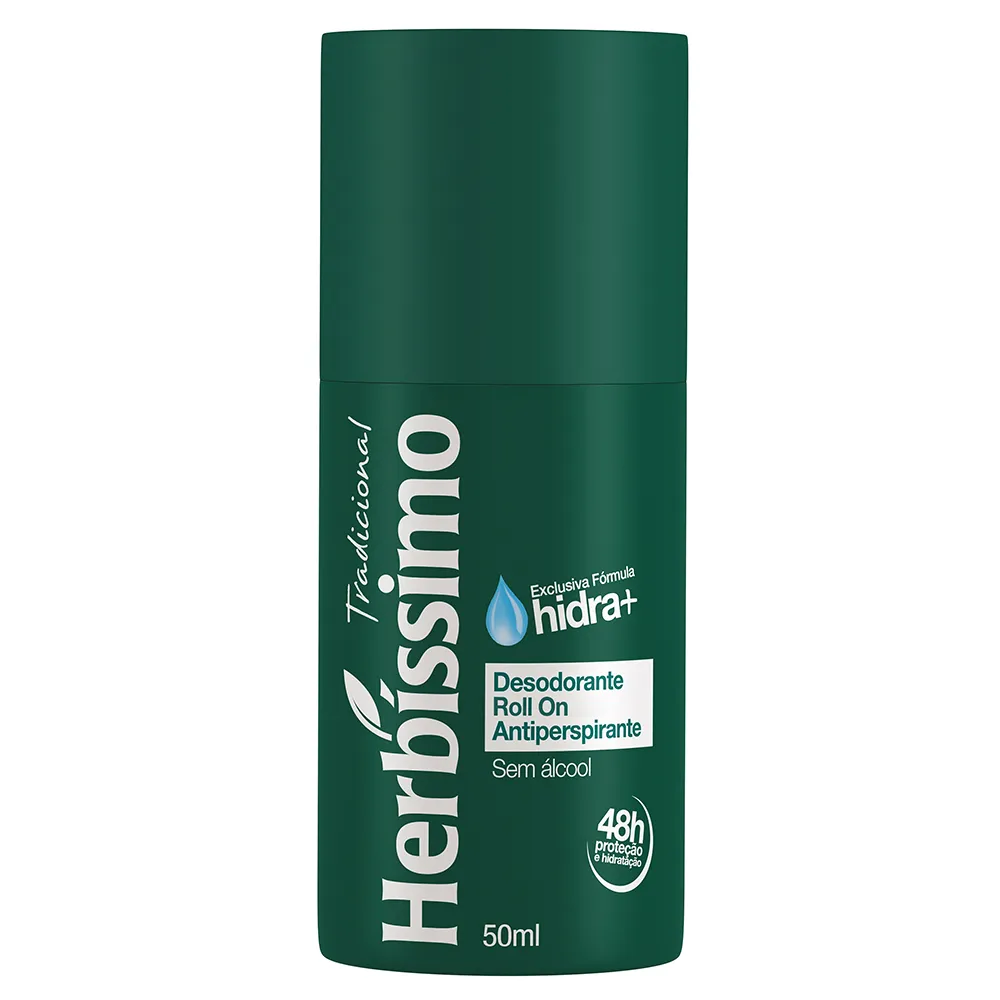 Tradicional
Herbíssimo
Exclusiva Fórmula
hidra+
Desodorante
Roll On
Antiperspirante
Sem álcool
48h
proteção
e hidratação
50ml